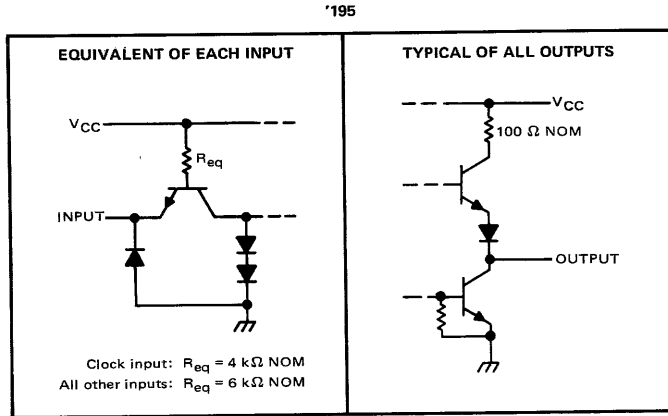 '195
EQUIVALENT OF EACH INPUT
VCC
Req
INPUT
Clock input: Req = 4 kΩ NOM
All other inputs: Req = 6 kΩ NOM
TYPICAL OF ALL OUTPUTS
VCC
100 Ω NOM
OUTPUT